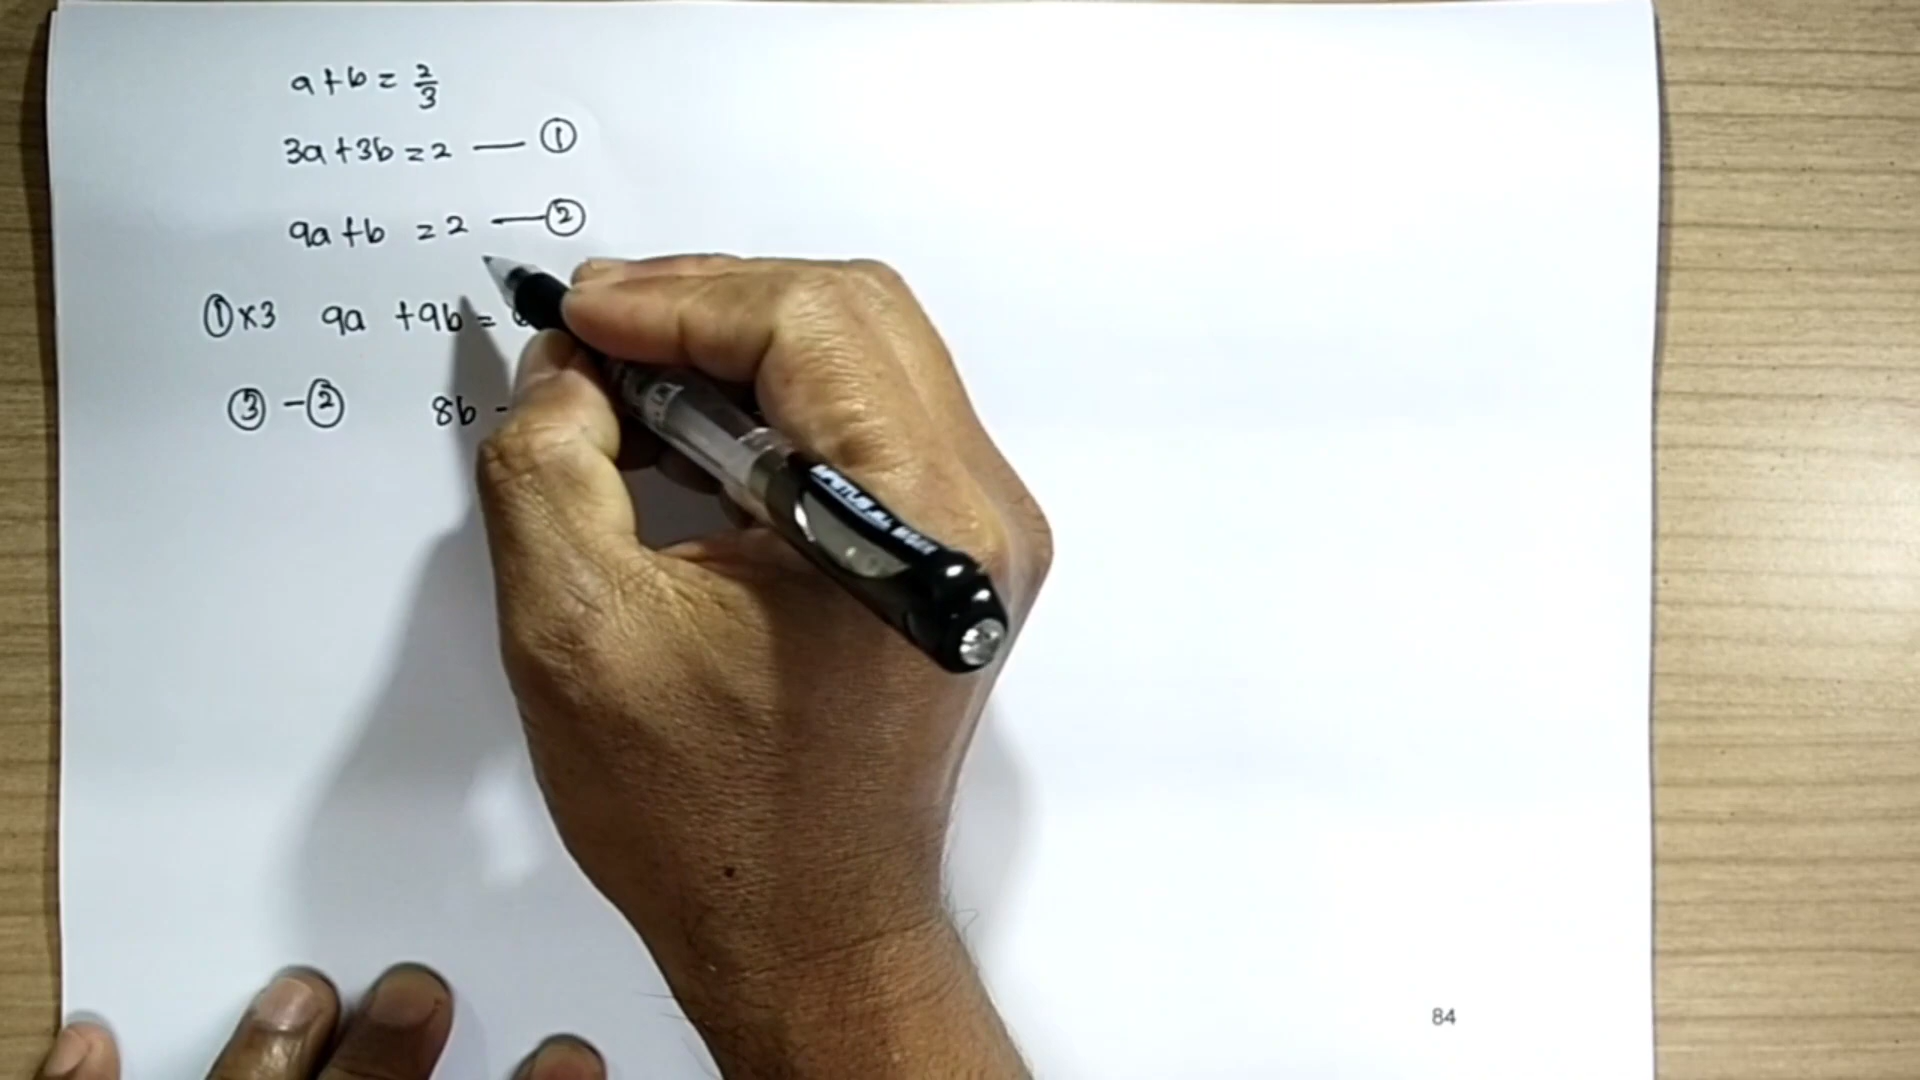 a + b = 2/3
3a + 3b = 2 — ①
9a + b = 2 — ②
① × 3 9a + 9b =
③ - ② 8b
84